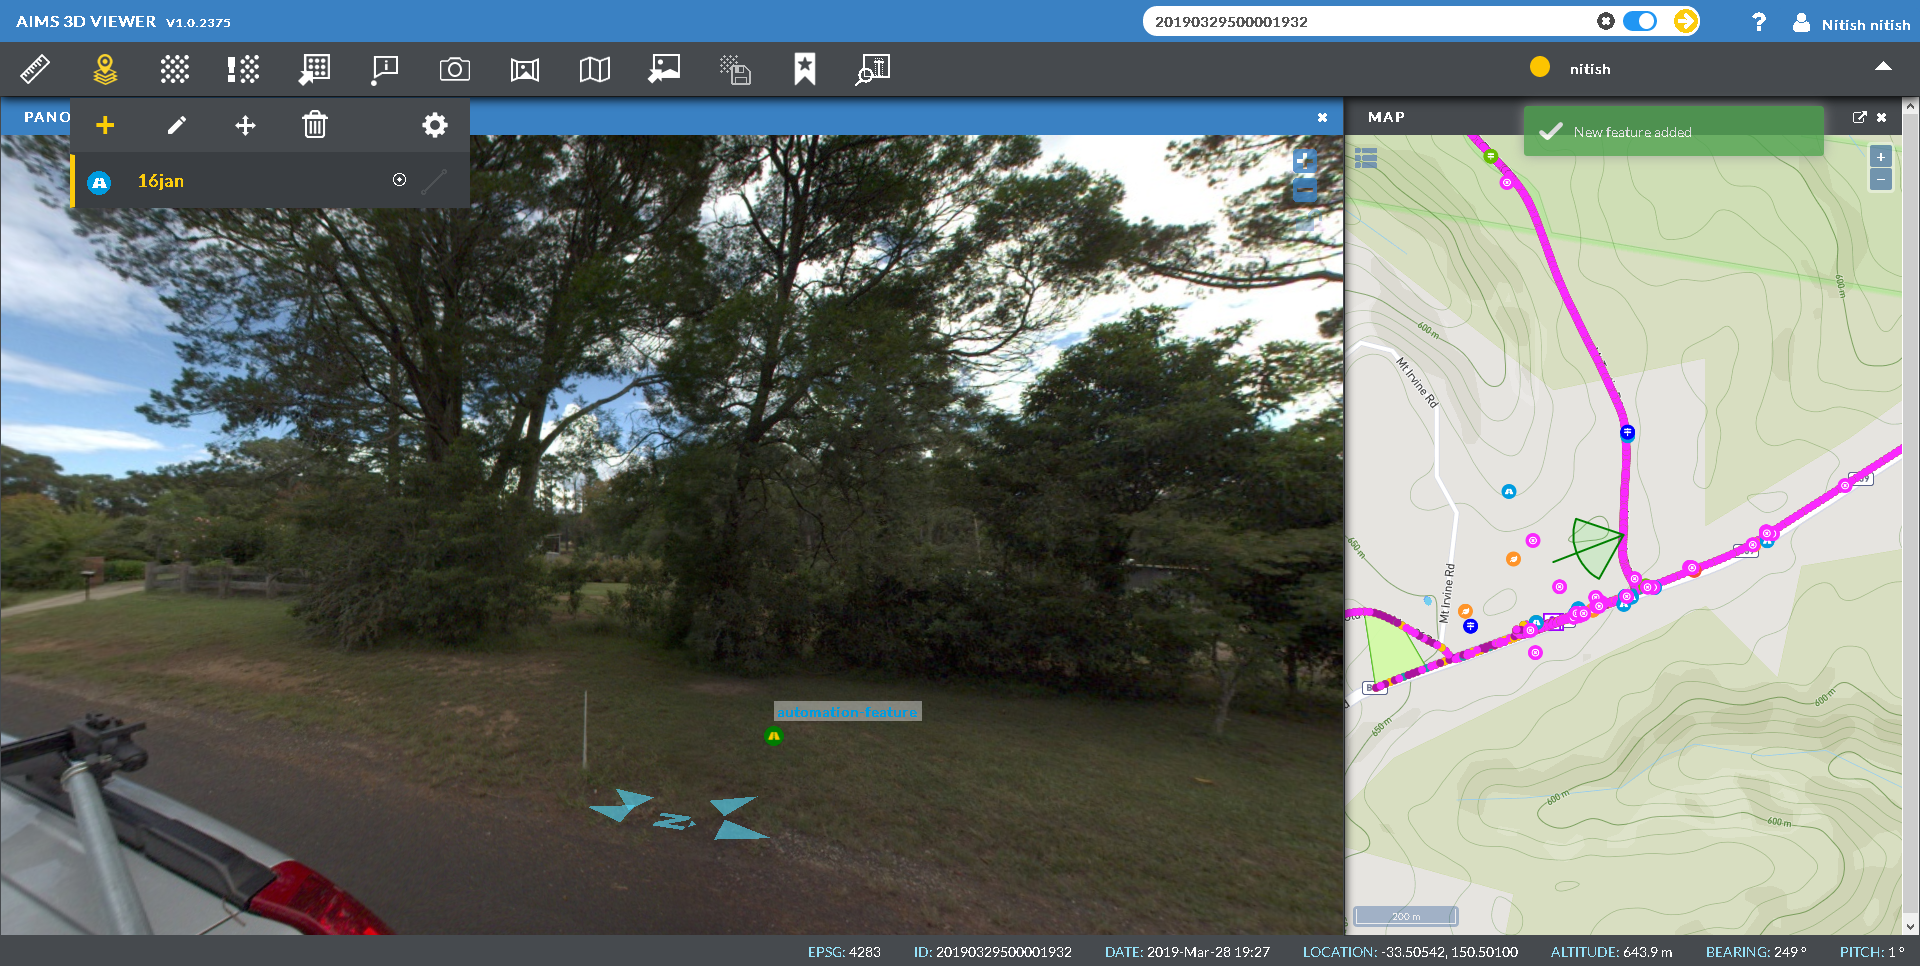 AIMS 3D VIEWER V1.0.2375
20190329500001932
? Nitish nitish
nitish
PANO
MAP
New feature added
16jan
automation-feature
N
600 m
600 m
Mt Irvine Rd
650 m
Mt Irvine Rd
600 m
650 m
600 m
600 m
200 m
EPSG: 4283 ID: 20190329500001932 DATE: 2019-Mar-28 19:27 LOCATION: -33.50542, 150.50100 ALTITUDE: 643.9 m BEARING: 249 ° PITCH: 1 °